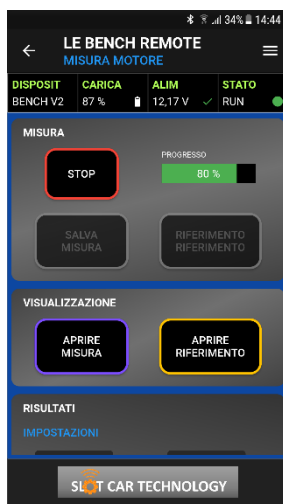 34% 14:44
LE BENCH REMOTE
MISURA MOTORE
DISPOSIT CARICA ALIM STATO
BENCH V2 87 % 12,17 V RUN
MISURA
PROGRESSO
STOP
80 %
SALVA
MISURA
RIFERIMENTO
RIFERIMENTO
VISUALIZZAZIONE
APRIRE
MISURA
APRIRE
RIFERIMENTO
RISULTATI
IMPOSTAZIONI
SLOT CAR TECHNOLOGY